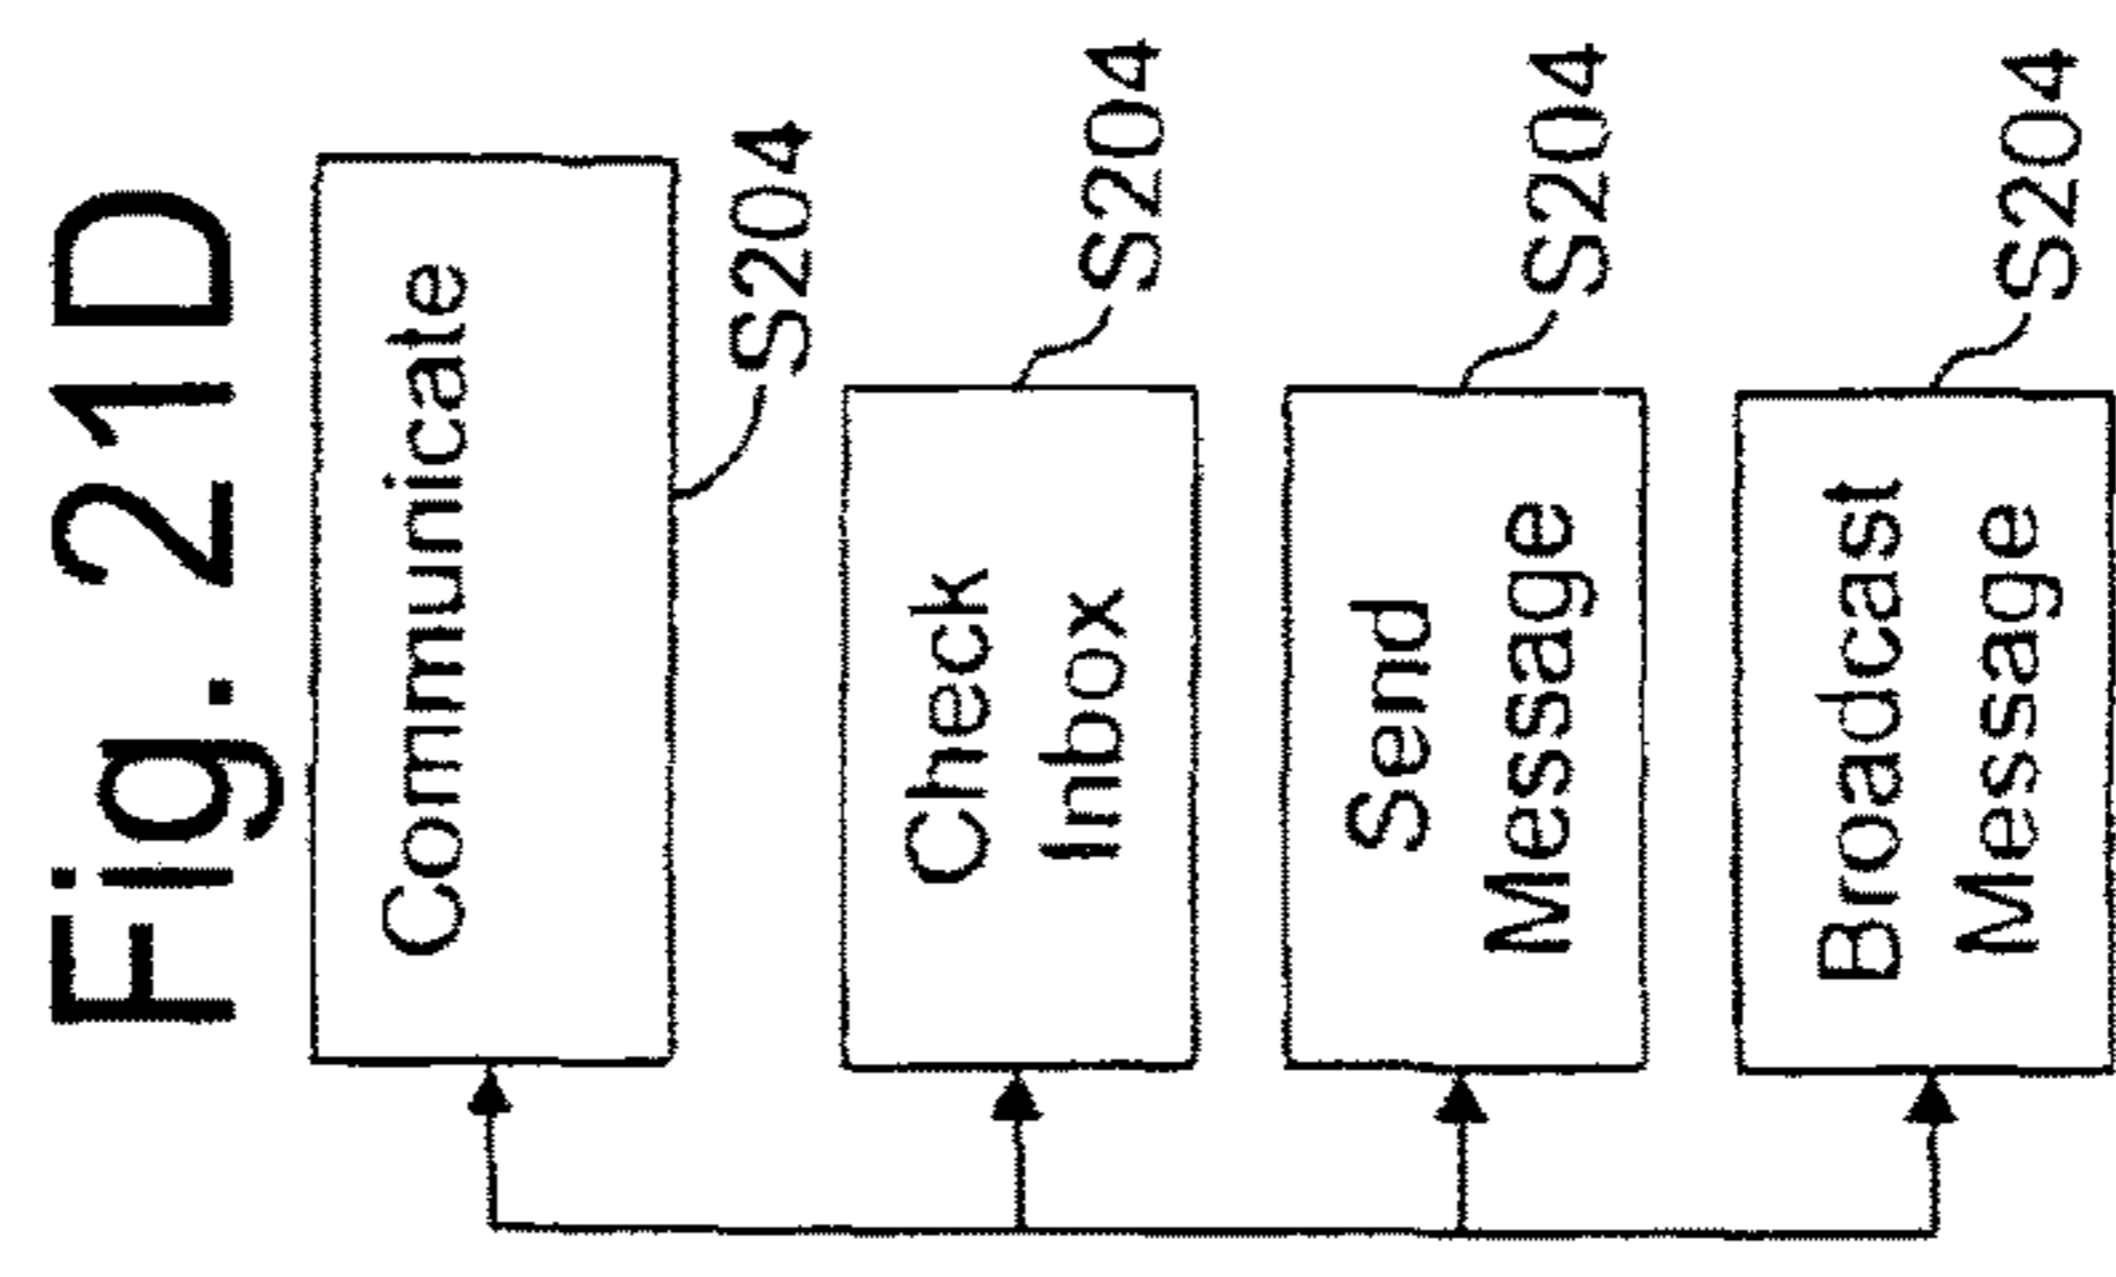 Fig. 21D
Communicate
S204
Check
Inbox
S204
Send
Message
S204
Broadcast
Message
S204